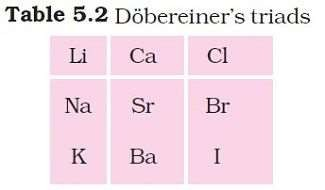 Table 5.2 Döbereiner's triads
Li Ca Cl
Na Sr Br
K Ba I